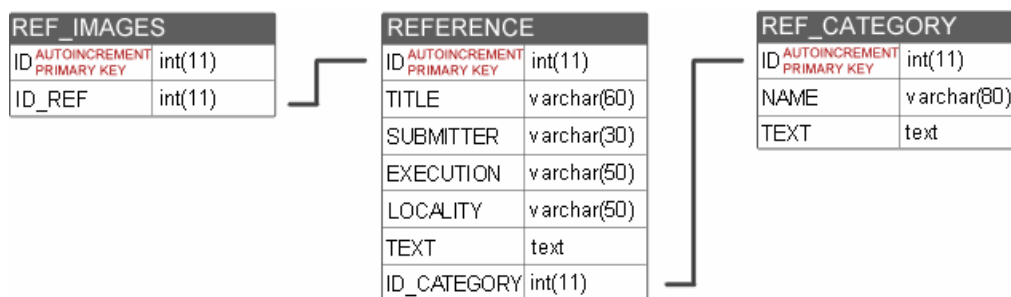 REF_IMAGES
ID AUTOINCREMENT PRIMARY KEY int(11)
ID_REF int(11)
REFERENCE
ID AUTOINCREMENT PRIMARY KEY int(11)
TITLE varchar(60)
SUBMITTER varchar(30)
EXECUTION varchar(50)
LOCALITY varchar(50)
TEXT text
ID_CATEGORY int(11)
REF_CATEGORY
ID AUTOINCREMENT PRIMARY KEY int(11)
NAME varchar(80)
TEXT text